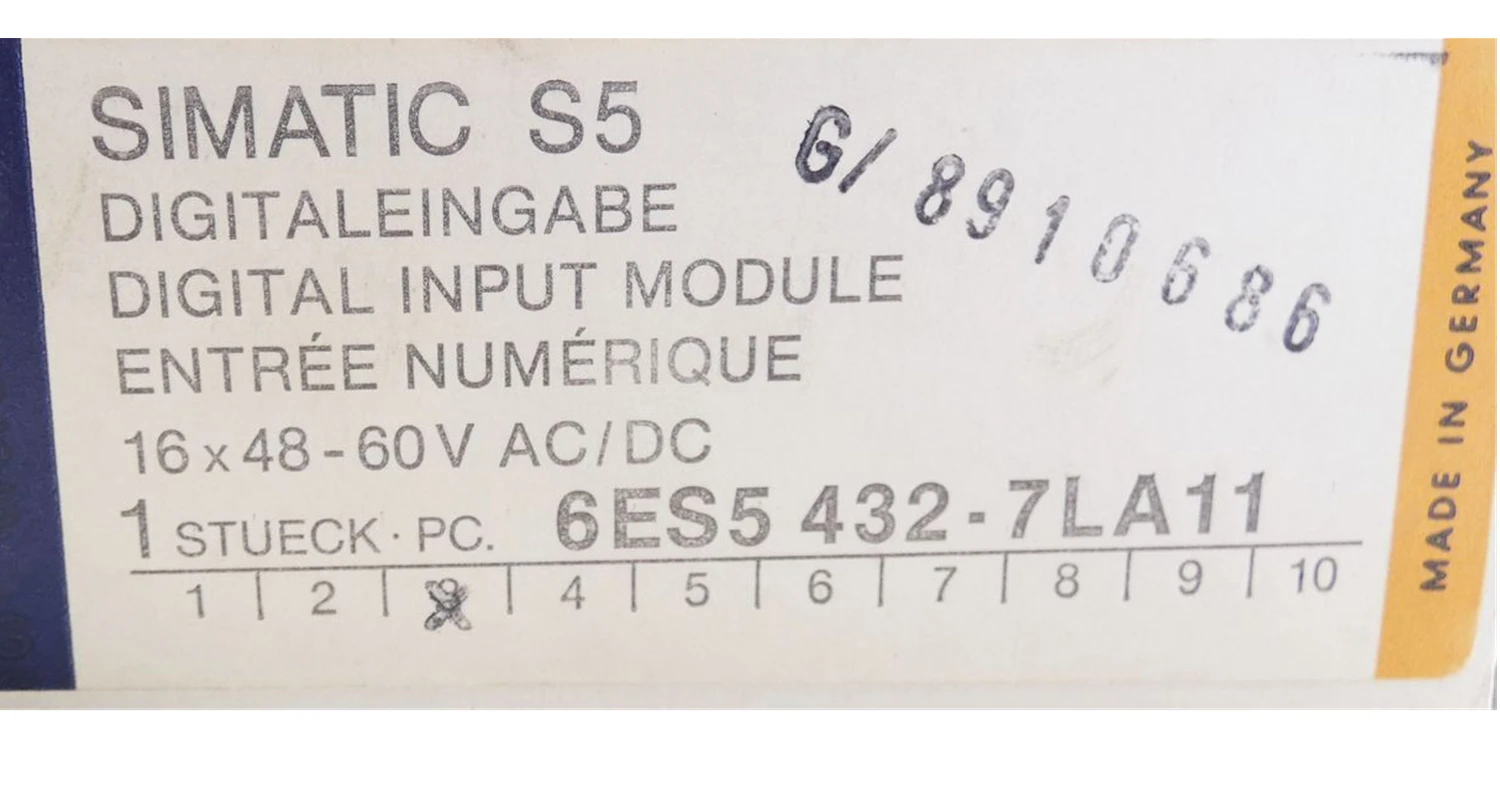 SIMATIC S5
G/8910686
DIGITALEINGABE
DIGITAL INPUT MODULE
ENTRÉE NUMÉRIQUE
16 x 48 - 60 V AC/DC
1 STUECK · PC. 6ES5 432-7LA11
1 | 2 | 3 | 4 | 5 | 6 | 7 | 8 | 9 | 10
MADE IN GERMANY